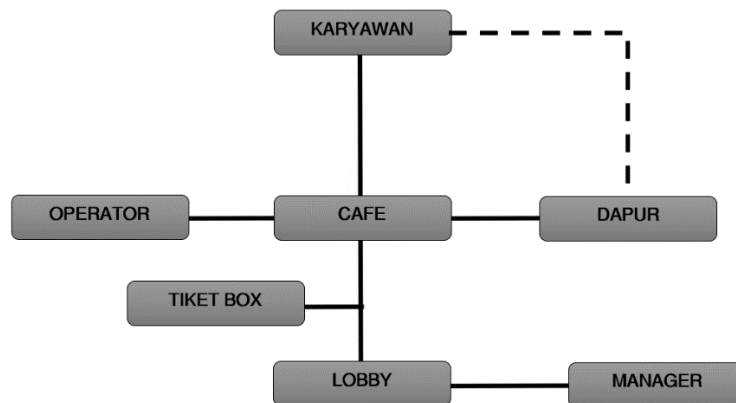 KARYAWAN
OPERATOR
CAFE
DAPUR
TIKET BOX
LOBBY
MANAGER